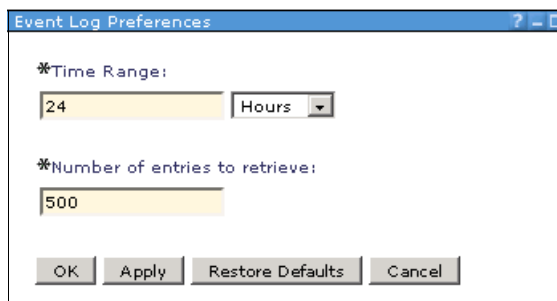 Event Log Preferences ? –
*Time Range:
24 Hours
*Number of entries to retrieve:
500
OK Apply Restore Defaults Cancel